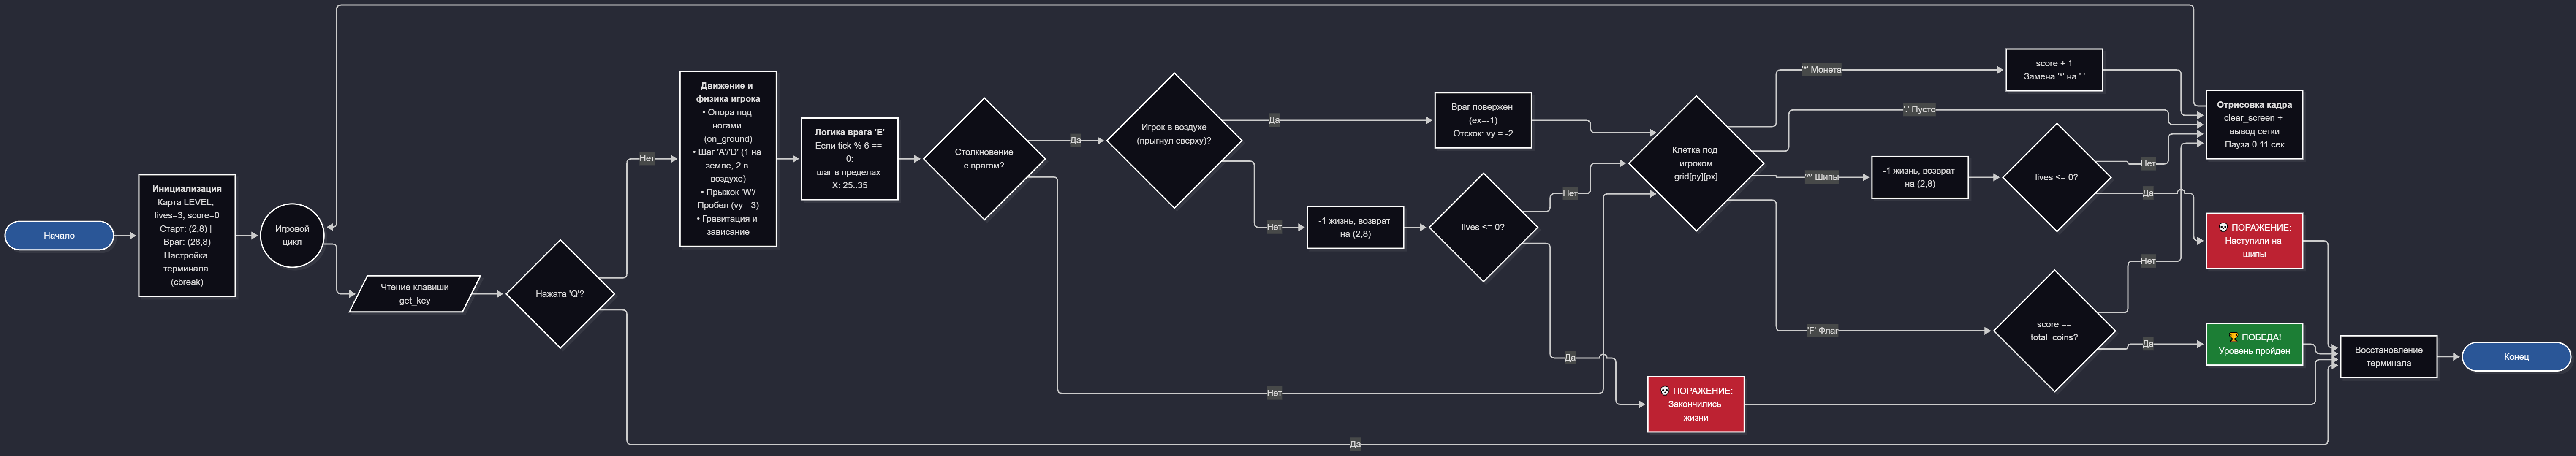 Начало
Инициализация
Карта LEVEL,
lives=3, score=0
Старт: (2,8) |
Враг: (28,8)
Настройка
терминала
(cbreak)
Игровой
цикл
Чтение клавиши
get_key
Нажата 'Q'?
Нет
Да
Движение и
физика игрока
• Опора под
ногами
(on_ground)
• Шаг 'A'/'D' (1 на
земле, 2 в
воздухе)
• Прыжок 'W'/
Пробел (vy=-3)
• Гравитация и
зависание
Логика врага 'E'
Если tick % 6 ==
0:
шаг в пределах
X: 25..35
Столкновение
с врагом?
Да
Нет
Игрок в воздухе
(прыгнул сверху)?
Да
Нет
Враг повержен
(ex=-1)
Отскок: vy = -2
-1 жизнь, возврат
на (2,8)
lives <= 0?
Нет
Да
💀 ПОРАЖЕНИЕ:
Закончились
жизни
Клетка под
игроком
grid[py][px]
'*' Монета
'.' Пусто
'^' Шипы
'F' Флаг
score + 1
Замена '*' на '.'
-1 жизнь, возврат
на (2,8)
lives <= 0?
Нет
Да
score ==
total_coins?
Нет
Да
Отрисовка кадра
clear_screen +
вывод сетки
Пауза 0.11 сек
💀 ПОРАЖЕНИЕ:
Наступили на
шипы
🏆 ПОБЕДА!
Уровень пройден
Восстановление
терминала
Конец